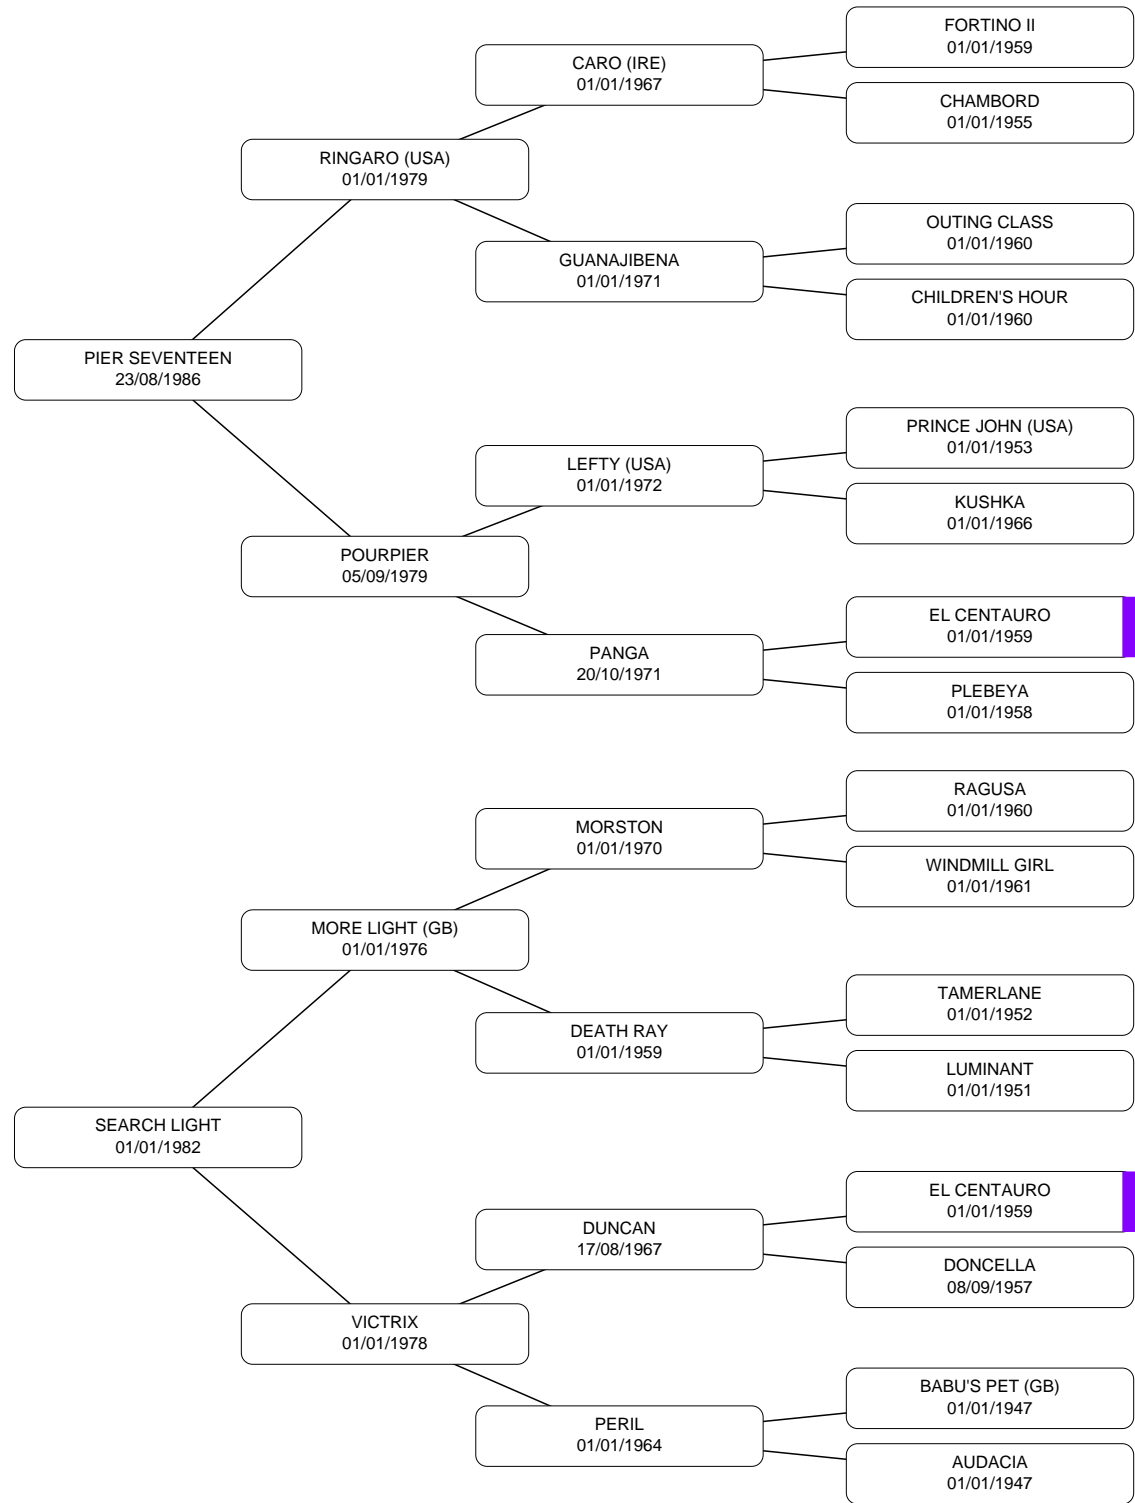 FORTINO II
01/01/1959
CARO (IRE)
01/01/1967
CHAMBORD
01/01/1955
RINGARO (USA)
01/01/1979
OUTING CLASS
01/01/1960
GUANAJIBENA
01/01/1971
CHILDREN'S HOUR
01/01/1960
PIER SEVENTEEN
23/08/1986
PRINCE JOHN (USA)
01/01/1953
LEFTY (USA)
01/01/1972
KUSHKA
01/01/1966
POURPIER
05/09/1979
EL CENTAURO
01/01/1959
PANGA
20/10/1971
PLEBEYA
01/01/1958
RAGUSA
01/01/1960
MORSTON
01/01/1970
WINDMILL GIRL
01/01/1961
MORE LIGHT (GB)
01/01/1976
TAMERLANE
01/01/1952
DEATH RAY
01/01/1959
LUMINANT
01/01/1951
SEARCH LIGHT
01/01/1982
EL CENTAURO
01/01/1959
DUNCAN
17/08/1967
DONCELLA
08/09/1957
VICTRIX
01/01/1978
BABU'S PET (GB)
01/01/1947
PERIL
01/01/1964
AUDACIA
01/01/1947